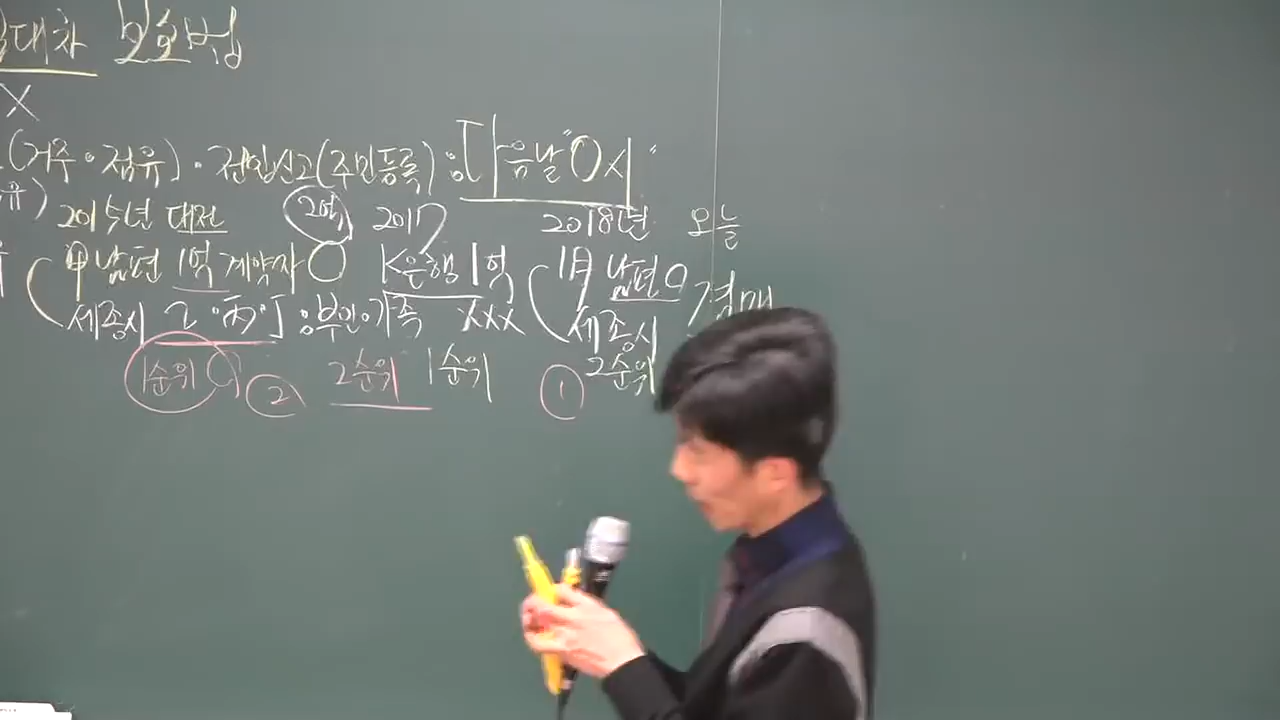 임대차 보호법
X
(거주·점유)·전입신고(주민등록):다음날"0시"
유) 2015년 대전 2억 2017 2018년 오늘
甲 남편 1억 계약자 K은행 1억 1月 남편 경매
세종시 乙·丙·丁:부인·가족 XXX 세종시
1순위 ② 2순위 1순위 ① 2순위